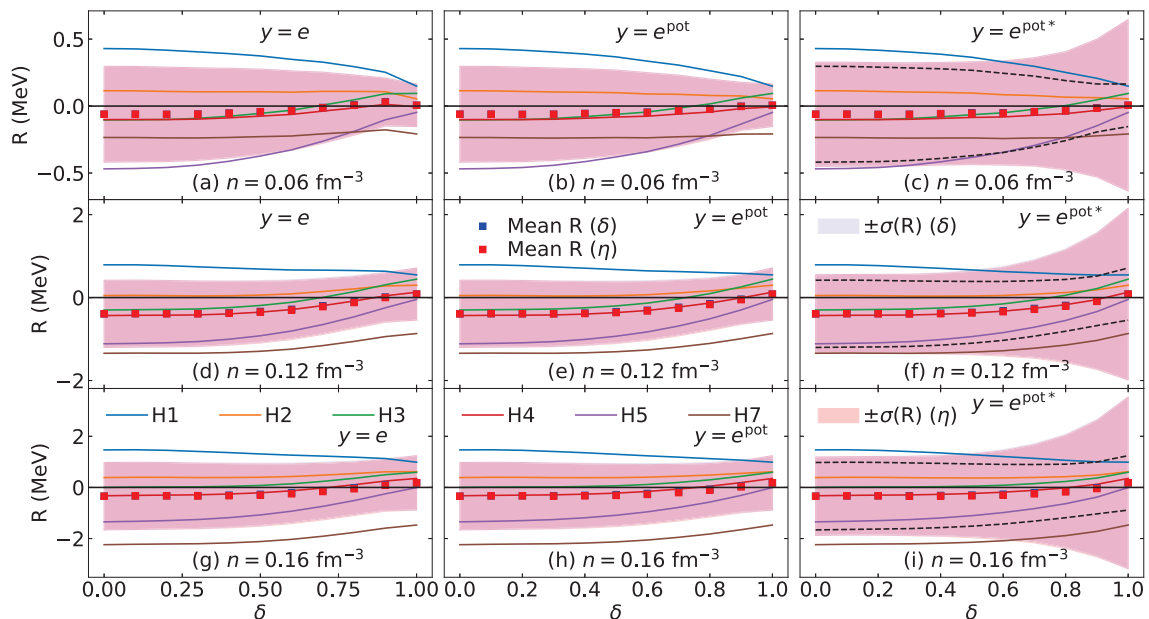 y = e
y = e^pot
y = e^pot*
0.5
0.0
−0.5
R (MeV)
(a) n = 0.06 fm⁻³
(b) n = 0.06 fm⁻³
(c) n = 0.06 fm⁻³
y = e
y = e^pot
y = e^pot*
Mean R (δ)
Mean R (η)
±σ(R) (δ)
2
0
−2
R (MeV)
(d) n = 0.12 fm⁻³
(e) n = 0.12 fm⁻³
(f) n = 0.12 fm⁻³
H1 H2 H3
H4 H5 H7
±σ(R) (η)
y = e
y = e^pot
y = e^pot*
2
0
−2
R (MeV)
(g) n = 0.16 fm⁻³
(h) n = 0.16 fm⁻³
(i) n = 0.16 fm⁻³
0.00 0.25 0.50 0.75 1.00
0.0 0.2 0.4 0.6 0.8 1.0
0.0 0.2 0.4 0.6 0.8 1.0
δ
δ
δ